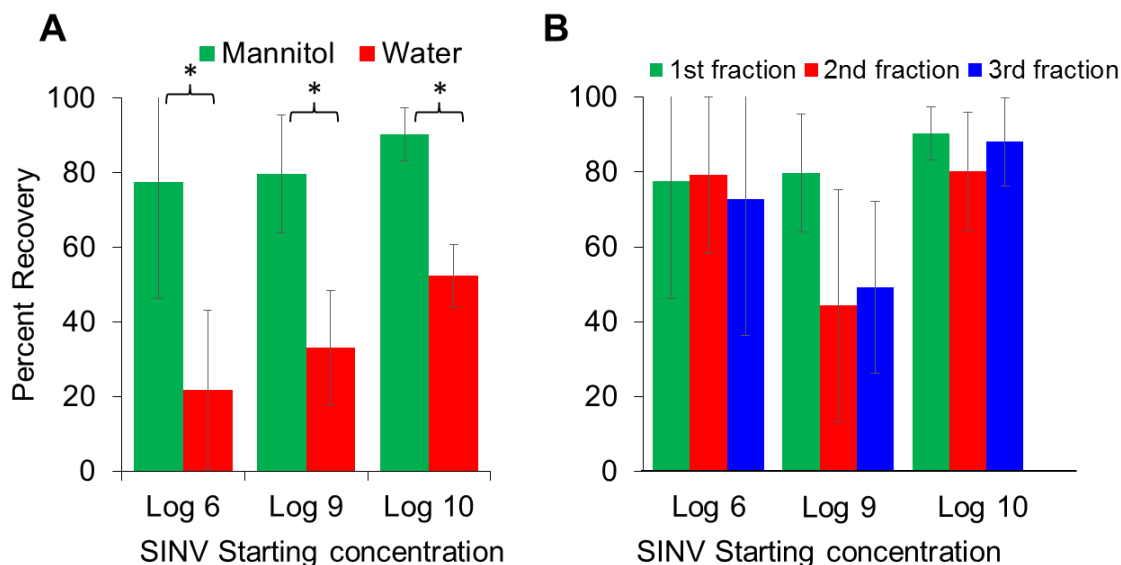 A
Mannitol Water
* * *
Percent Recovery
100
80
60
40
20
0
Log 6 Log 9 Log 10
SINV Starting concentration
B
1st fraction 2nd fraction 3rd fraction
100
80
60
40
20
0
Log 6 Log 9 Log 10
SINV Starting concentration